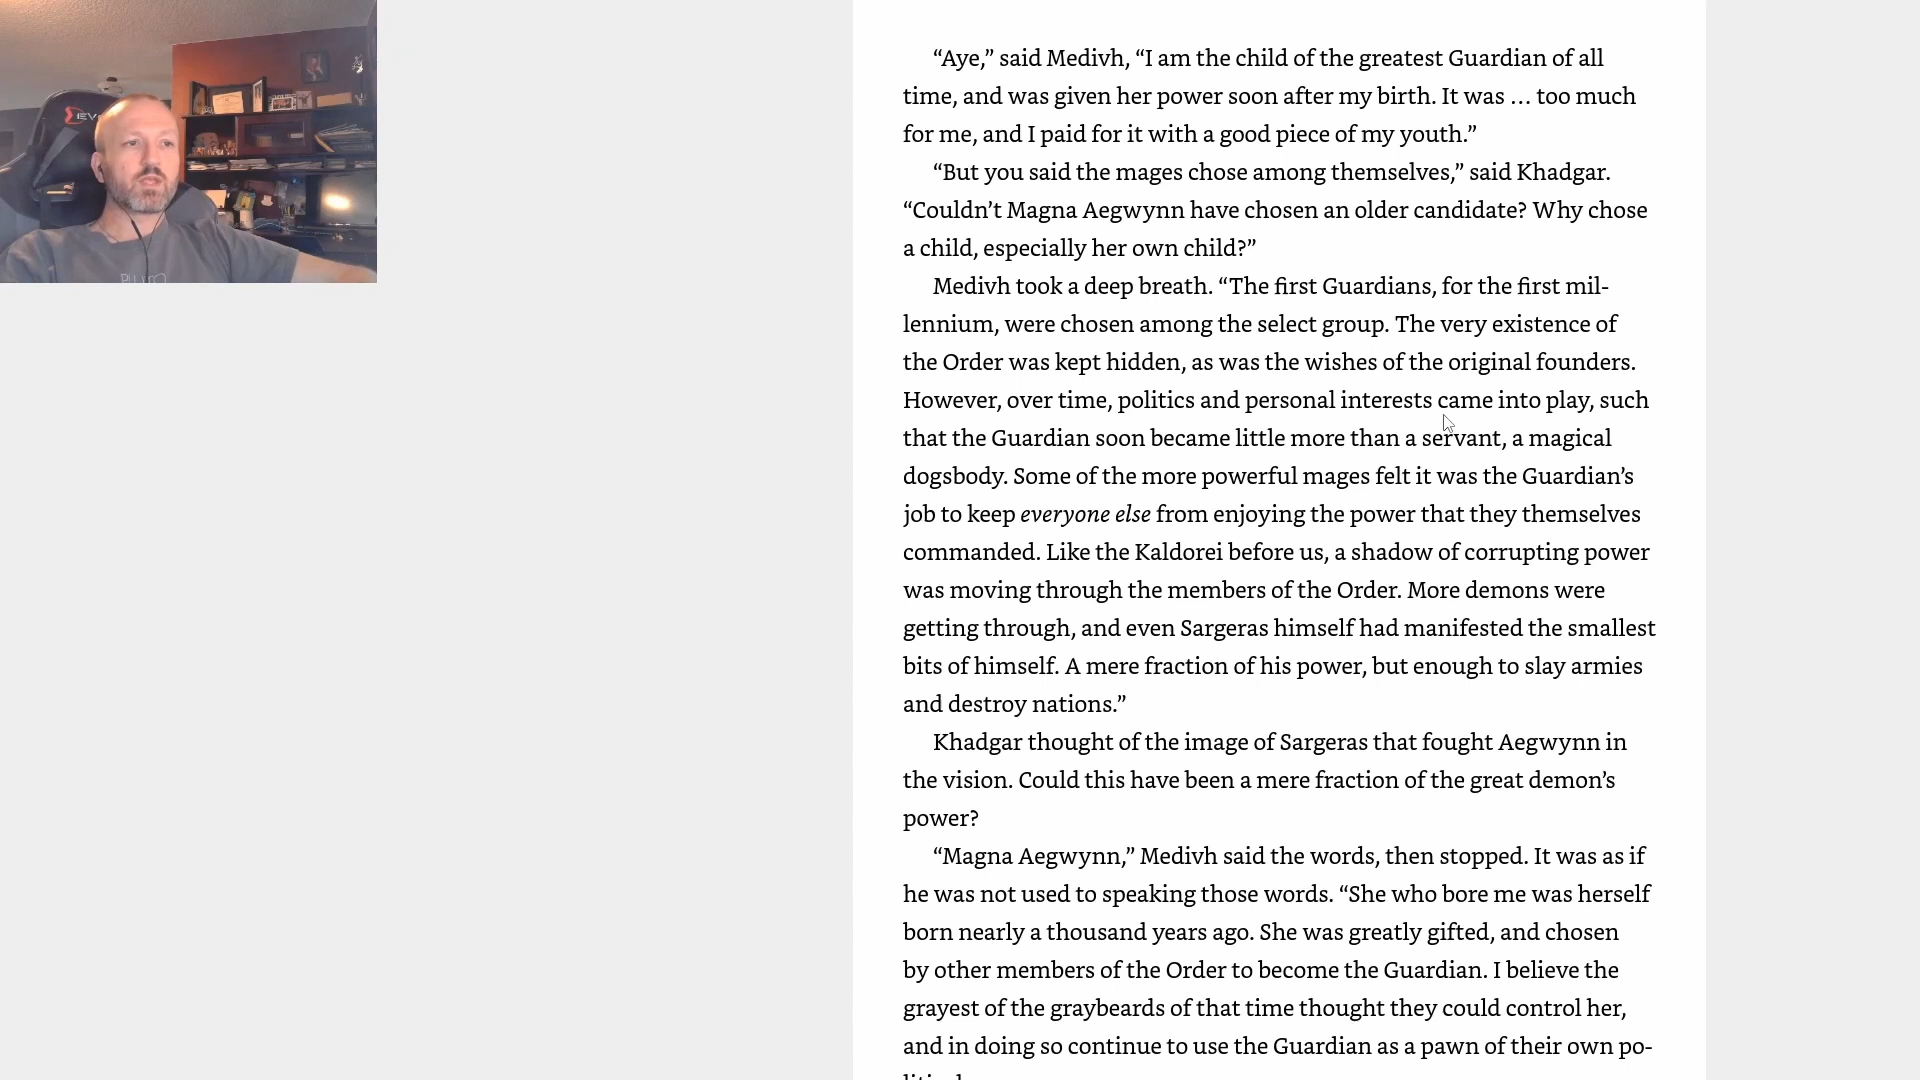 “Aye,” said Medivh, “I am the child of the greatest Guardian of all
time, and was given her power soon after my birth. It was … too much
for me, and I paid for it with a good piece of my youth.”
“But you said the mages chose among themselves,” said Khadgar.
“Couldn’t Magna Aegwynn have chosen an older candidate? Why chose
a child, especially her own child?”
Medivh took a deep breath. “The first Guardians, for the first mil-
lennium, were chosen among the select group. The very existence of
the Order was kept hidden, as was the wishes of the original founders.
However, over time, politics and personal interests came into play, such
that the Guardian soon became little more than a servant, a magical
dogsbody. Some of the more powerful mages felt it was the Guardian’s
job to keep everyone else from enjoying the power that they themselves
commanded. Like the Kaldorei before us, a shadow of corrupting power
was moving through the members of the Order. More demons were
getting through, and even Sargeras himself had manifested the smallest
bits of himself. A mere fraction of his power, but enough to slay armies
and destroy nations.”
Khadgar thought of the image of Sargeras that fought Aegwynn in
the vision. Could this have been a mere fraction of the great demon’s
power?
“Magna Aegwynn,” Medivh said the words, then stopped. It was as if
he was not used to speaking those words. “She who bore me was herself
born nearly a thousand years ago. She was greatly gifted, and chosen
by other members of the Order to become the Guardian. I believe the
grayest of the graybeards of that time thought they could control her,
and in doing so continue to use the Guardian as a pawn of their own po-